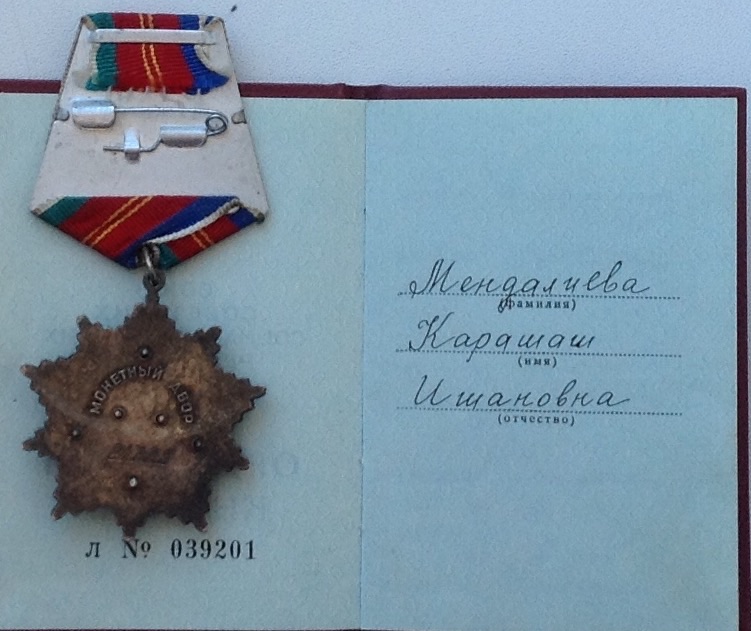 МОНЕТНЫЙ ДВОР
Л № 039201
Мендалиева
(фамилия)
Карашаш
(имя)
Ишановна
(отчество)